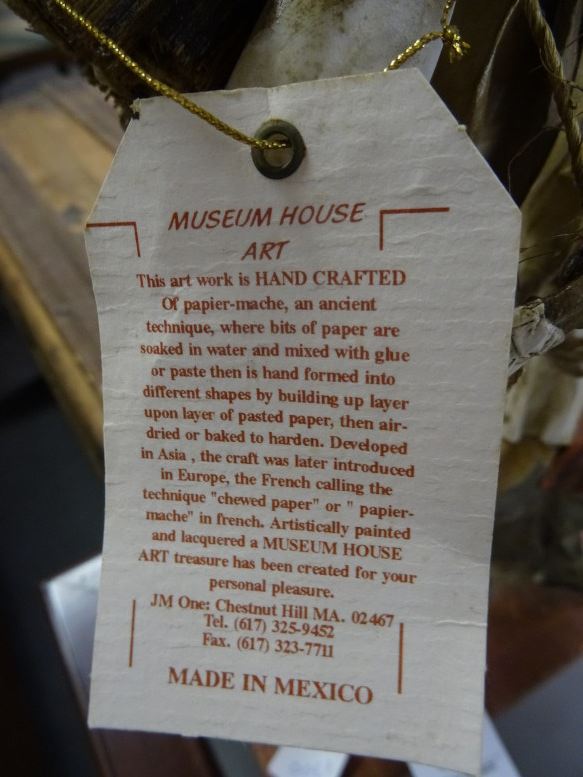 MUSEUM HOUSE
ART
This art work is HAND CRAFTED
Of papier-mache, an ancient
technique, where bits of paper are
soaked in water and mixed with glue
or paste then is hand formed into
different shapes by building up layer
upon layer of pasted paper, then air-
dried or baked to harden. Developed
in Asia , the craft was later introduced
in Europe, the French calling the
technique "chewed paper" or " papier-
mache" in french. Artistically painted
and lacquered a MUSEUM HOUSE
ART treasure has been created for your
personal pleasure.
JM One: Chestnut Hill MA. 02467
Tel. (617) 325-9452
Fax. (617) 323-7711
MADE IN MEXICO